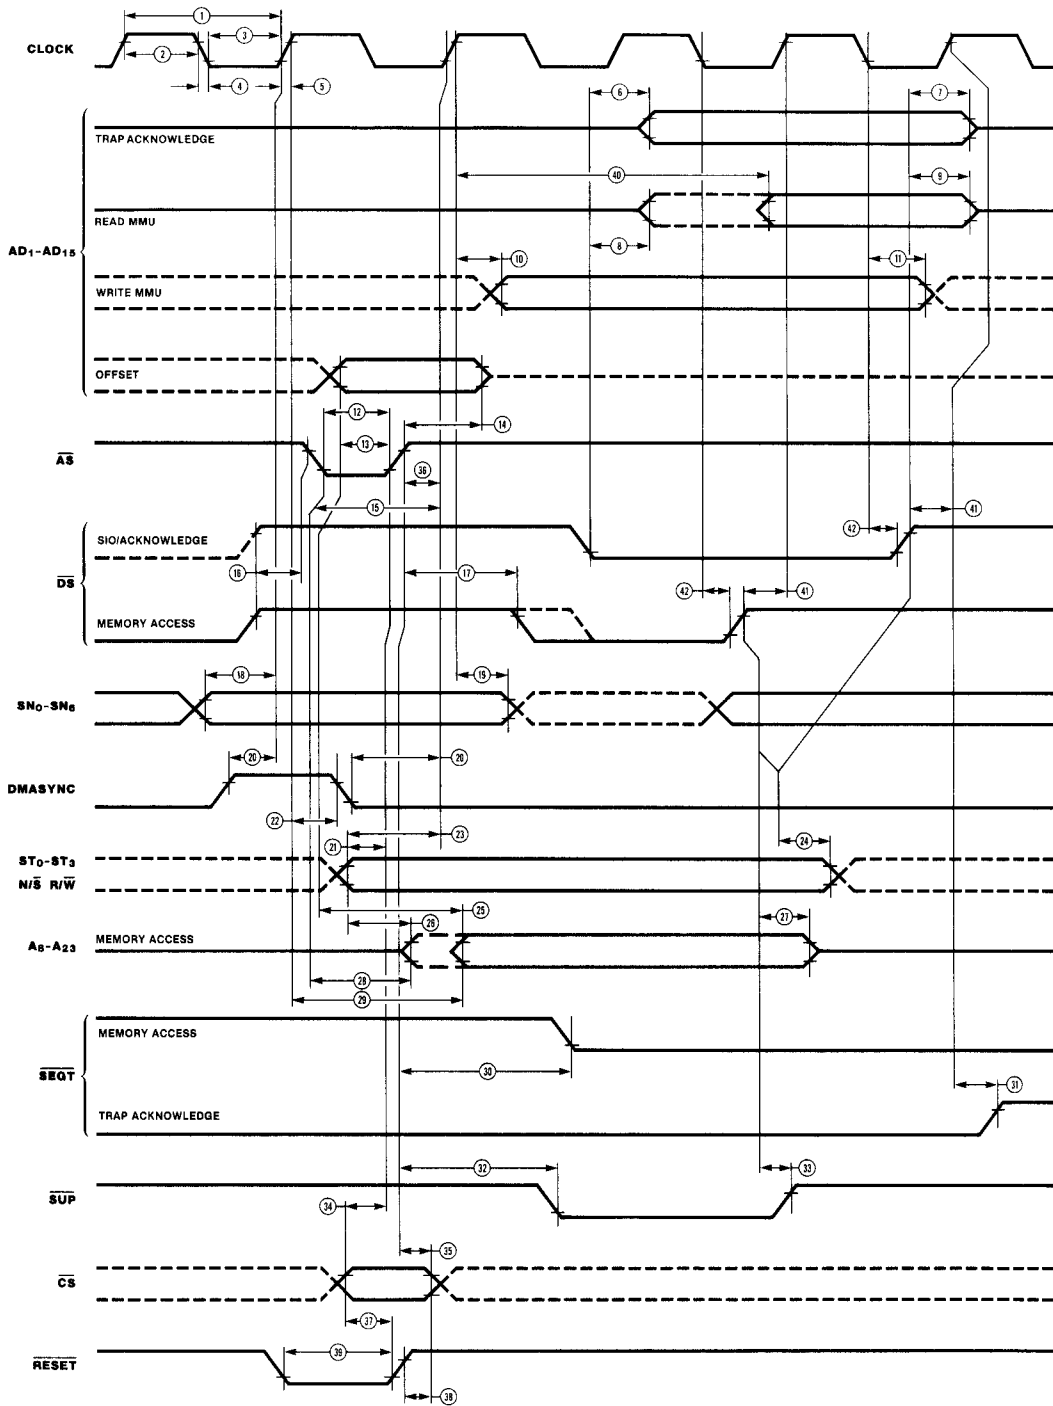 1
CLOCK
3
2
4
5
6
7
TRAP ACKNOWLEDGE
40
9
READ MMU
8
AD1-AD15
10
11
WRITE MMU
OFFSET
12
14
13
AS
36
15
41
SIO/ACKNOWLEDGE
42
16
17
DS
42
41
MEMORY ACCESS
18
19
SN0-SN6
20
20
DMASYNC
22
23
21
24
ST0-ST3
N/S R/W
25
26
27
A8-A23
MEMORY ACCESS
28
29
MEMORY ACCESS
SEGT
30
31
TRAP ACKNOWLEDGE
32
33
SUP
34
35
CS
37
39
RESET
38